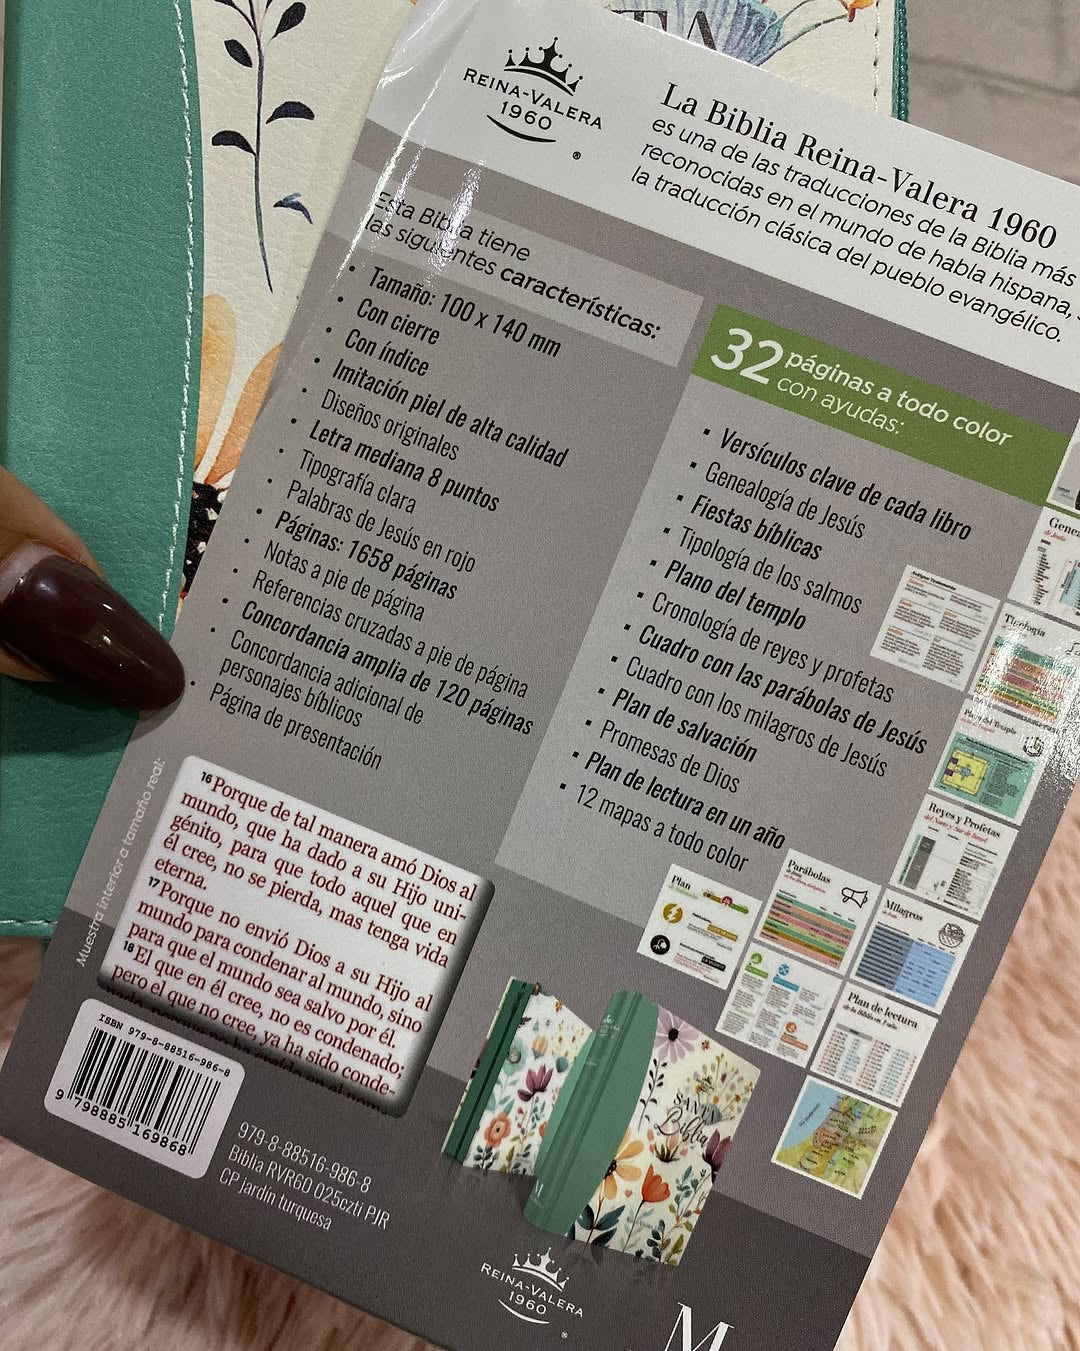 TA
REINA-VALERA
1960
®
La Biblia Reina-Valera 1960
es una de las traducciones de la Biblia más
reconocidas en el mundo de habla hispana,
la traducción clásica del pueblo evangélico.
Esta Biblia tiene
las siguientes características:
• Tamaño: 100 x 140 mm
• Con cierre
• Con índice
• Imitación piel de alta calidad
• Diseños originales
• Letra mediana 8 puntos
• Tipografía clara
• Palabras de Jesús en rojo
• Páginas: 1658 páginas
• Notas a pie de página
• Referencias cruzadas a pie de página
• Concordancia amplia de 120 páginas
• Concordancia adicional de
personajes bíblicos
• Página de presentación
32 páginas a todo color
con ayudas:
▪ Versículos clave de cada libro
▪ Genealogía de Jesús
▪ Fiestas bíblicas
▪ Tipología de los salmos
▪ Plano del templo
▪ Cronología de reyes y profetas
▪ Cuadro con las parábolas de Jesús
▪ Cuadro con los milagros de Jesús
▪ Plan de salvación
▪ Promesas de Dios
▪ Plan de lectura en un año
▪ 12 mapas a todo color
Tipología
Reyes y Profetas
Parábolas
Milagros
Plan
Plan de lectura
de la Biblia en 1 año
Muestra interior a tamaño real:
16 Porque de tal manera amó Dios al
mundo, que ha dado a su Hijo uni-
génito, para que todo aquel que en
él cree, no se pierda, mas tenga vida
eterna.
17 Porque no envió Dios a su Hijo al
mundo para condenar al mundo, sino
para que el mundo sea salvo por él.
18 El que en él cree, no es condenado;
pero el que no cree, ya ha sido conde-
ISBN 979-8-88516-986-8
9 798885 169868
979-8-88516-986-8
Biblia RVR60 025czti PJR
CP jardín turquesa
SANTA
Biblia
REINA-VALERA
1960
®
M